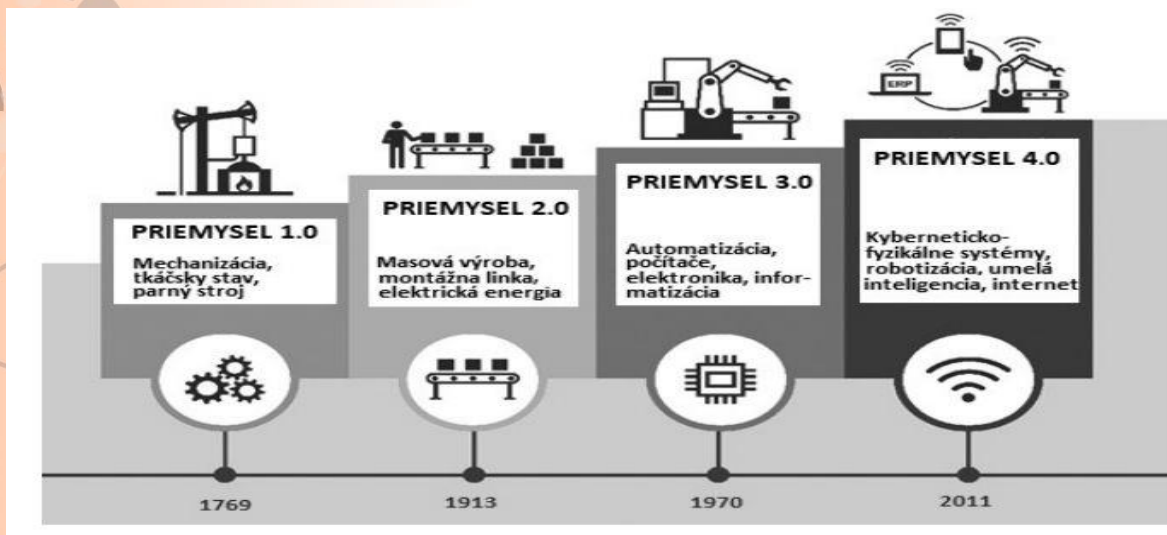 ERP
PRIEMYSEL 1.0
Mechanizácia,
tkáčsky stav,
parný stroj
PRIEMYSEL 2.0
Masová výroba,
montážna linka,
elektrická energia
PRIEMYSEL 3.0
Automatizácia,
počítače,
elektronika, infor-
matizácia
PRIEMYSEL 4.0
Kyberneticko-
fyzikálne systémy,
robotizácia, umelá
inteligencia, internet
1769
1913
1970
2011